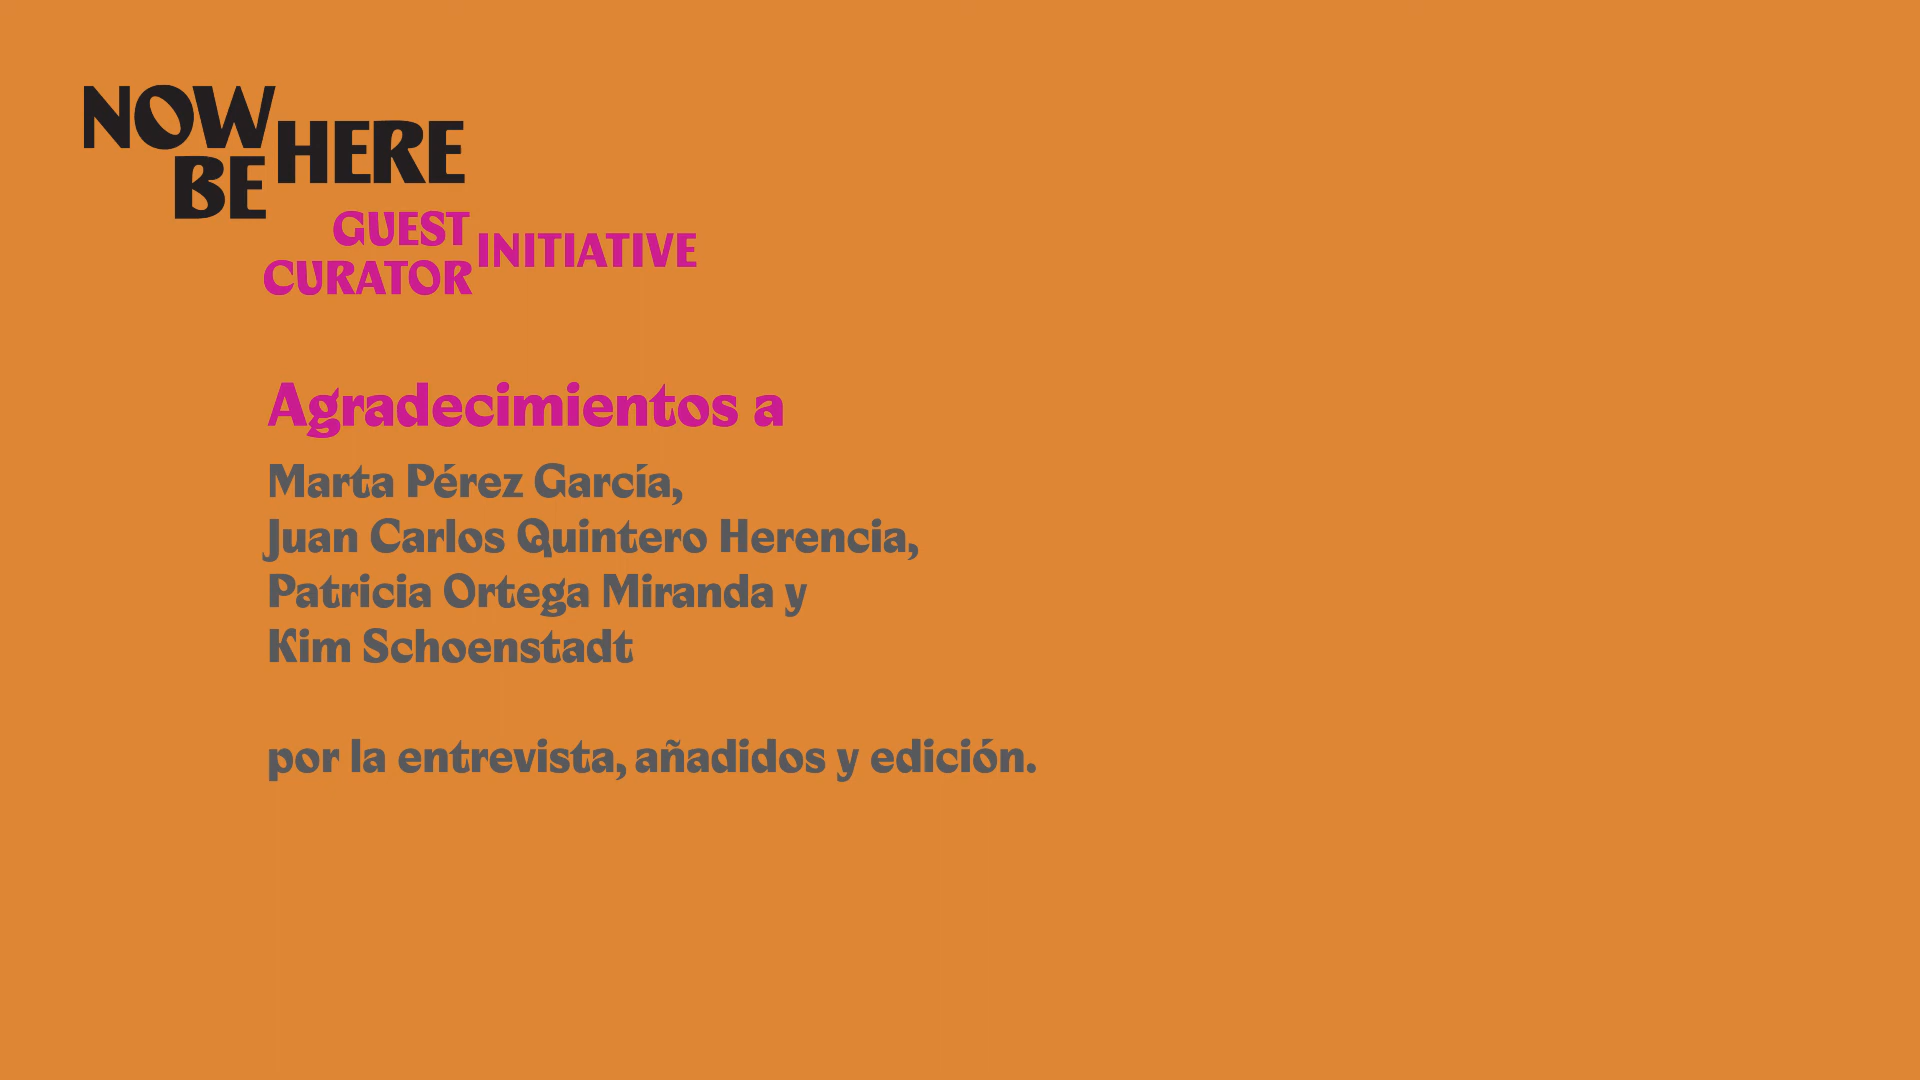 NOW HERE
BE
GUEST INITIATIVE
CURATOR
Agradecimientos a
Marta Pérez García,
Juan Carlos Quintero Herencia,
Patricia Ortega Miranda y
Kim Schoenstadt
por la entrevista, añadidos y edición.